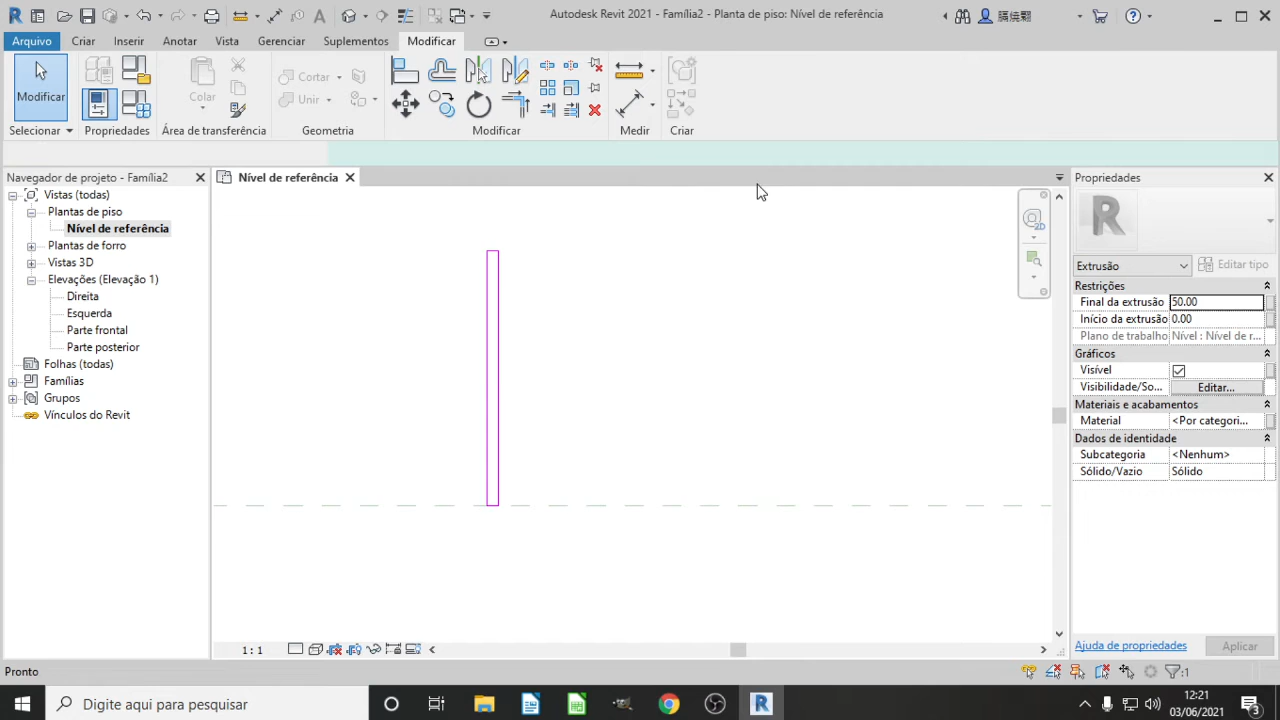 Autodesk Revit 2021 - Família2 - Planta de piso: Nível de referência
Arquivo Criar Inserir Anotar Vista Gerenciar Suplementos Modificar
Modificar
Colar
Cortar
Unir
Selecionar Propriedades Área de transferência Geometria Modificar Medir Criar
Navegador de projeto - Família2
Vistas (todas)
Plantas de piso
Nível de referência
Plantas de forro
Vistas 3D
Elevações (Elevação 1)
Direita
Esquerda
Parte frontal
Parte posterior
Folhas (todas)
Famílias
Grupos
Vínculos do Revit
Nível de referência
2D
Propriedades
R
Extrusão Editar tipo
Restrições
Final da extrusão 50.00
Início da extrusão 0.00
Plano de trabalho Nível : Nível de r...
Gráficos
Visível
Visibilidade/So... Editar...
Materiais e acabamentos
Material <Por categori...
Dados de identidade
Subcategoria <Nenhum>
Sólido/Vazio Sólido
Ajuda de propriedades Aplicar
1 : 1
Pronto
:1
Digite aqui para pesquisar
12:21
03/06/2021
3